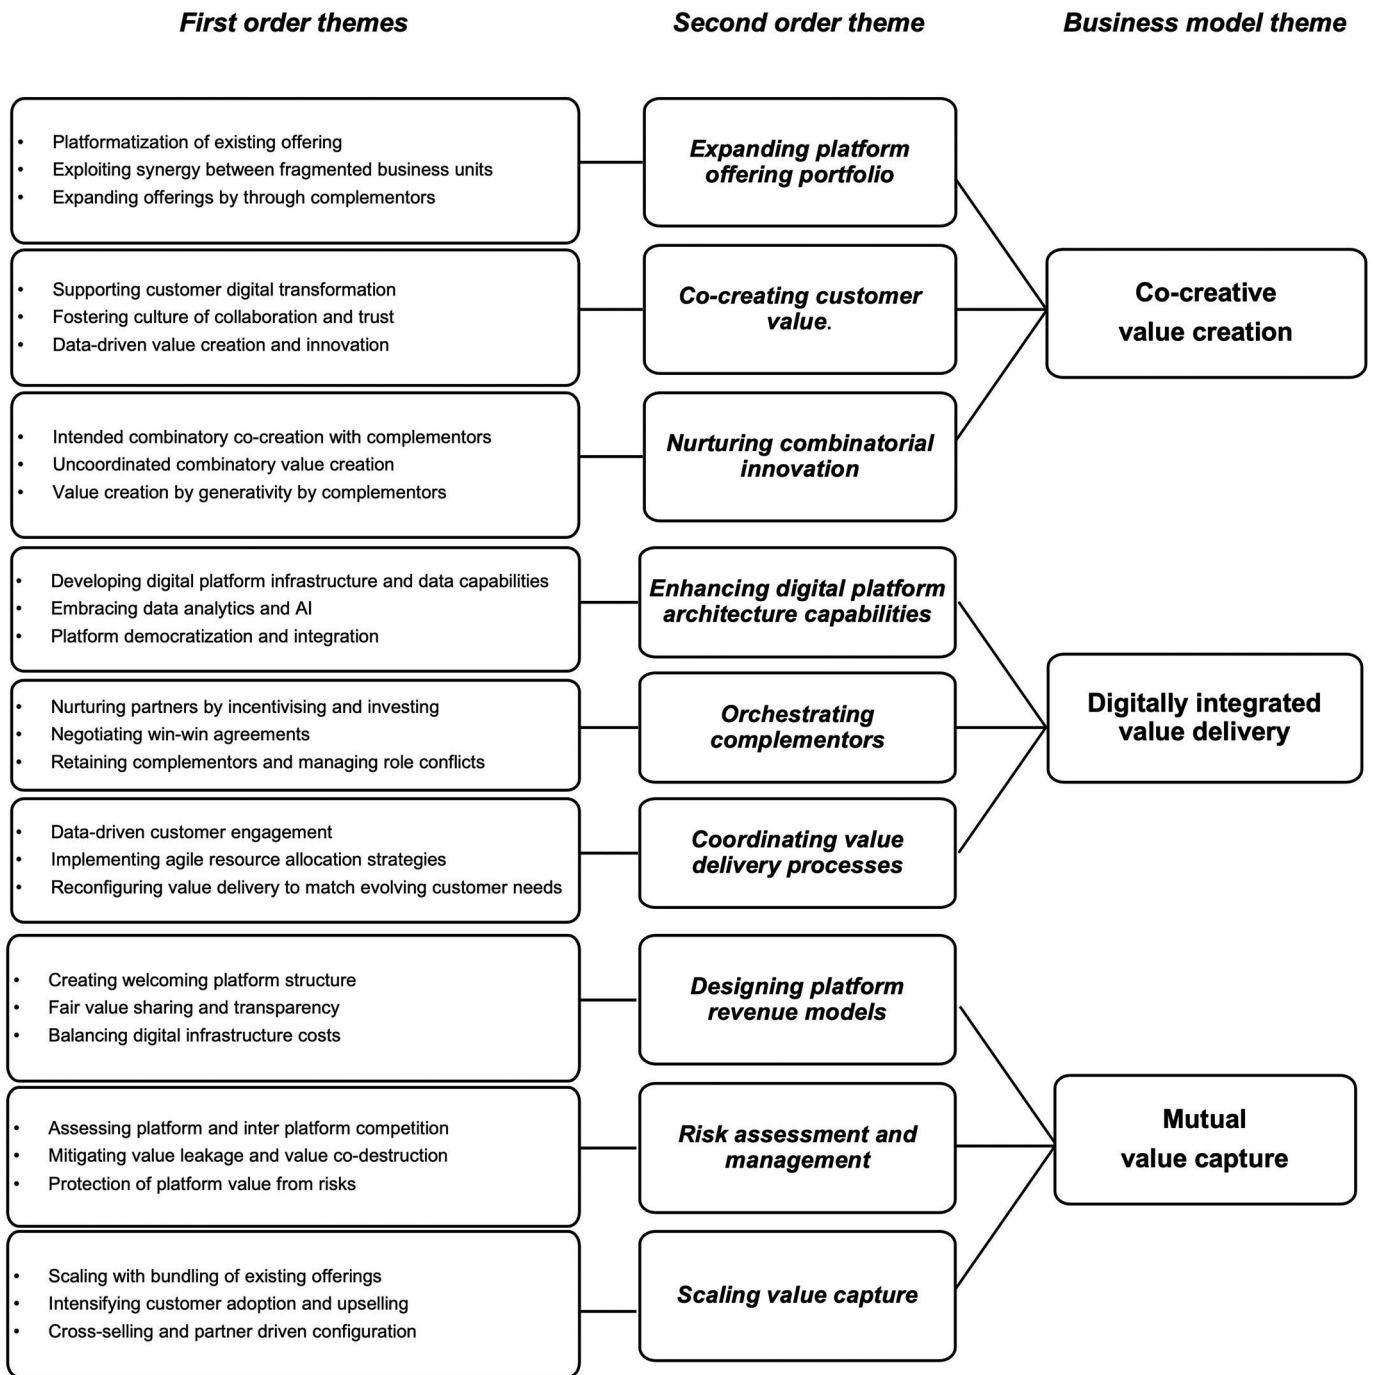 First order themes
Second order theme
Business model theme
• Platformatization of existing offering
• Exploiting synergy between fragmented business units
• Expanding offerings by through complementors
Expanding platform
offering portfolio
• Supporting customer digital transformation
• Fostering culture of collaboration and trust
• Data-driven value creation and innovation
Co-creating customer
value.
• Intended combinatory co-creation with complementors
• Uncoordinated combinatory value creation
• Value creation by generativity by complementors
Nurturing combinatorial
innovation
Co-creative
value creation
• Developing digital platform infrastructure and data capabilities
• Embracing data analytics and AI
• Platform democratization and integration
Enhancing digital platform
architecture capabilities
• Nurturing partners by incentivising and investing
• Negotiating win-win agreements
• Retaining complementors and managing role conflicts
Orchestrating
complementors
• Data-driven customer engagement
• Implementing agile resource allocation strategies
• Reconfiguring value delivery to match evolving customer needs
Coordinating value
delivery processes
Digitally integrated
value delivery
• Creating welcoming platform structure
• Fair value sharing and transparency
• Balancing digital infrastructure costs
Designing platform
revenue models
• Assessing platform and inter platform competition
• Mitigating value leakage and value co-destruction
• Protection of platform value from risks
Risk assessment and
management
• Scaling with bundling of existing offerings
• Intensifying customer adoption and upselling
• Cross-selling and partner driven configuration
Scaling value capture
Mutual
value capture